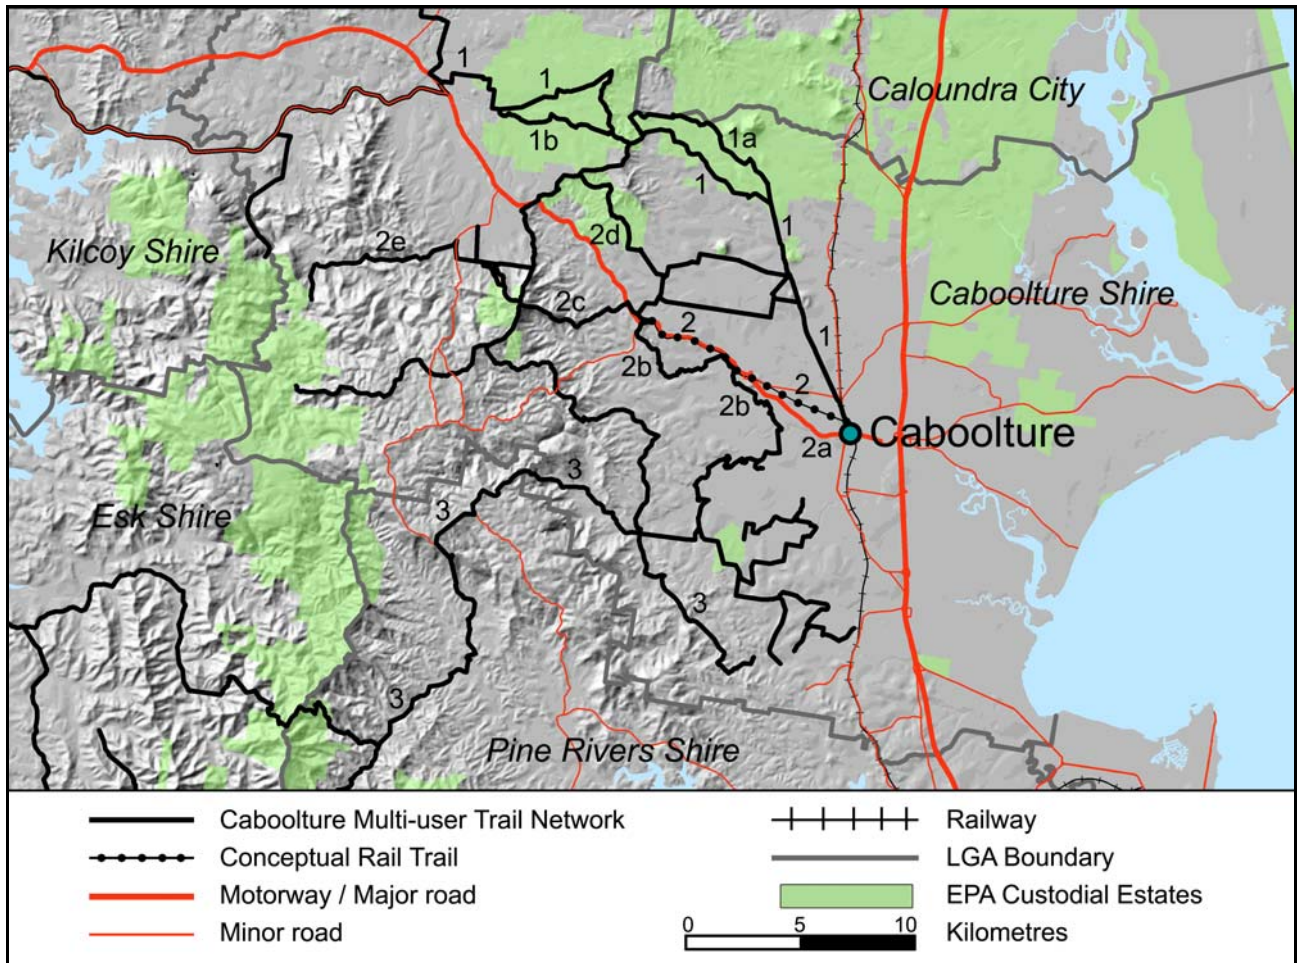 1
1
Caloundra City
1b
1a
1
Kilcoy Shire
2e
2d
1
2c
Caboolture Shire
2
1
2b
2
2b
2a
Caboolture
3
Esk Shire
3
3
3
Pine Rivers Shire
Caboolture Multi-user Trail Network
Conceptual Rail Trail
Motorway / Major road
Minor road
Railway
LGA Boundary
EPA Custodial Estates
0 5 10
Kilometres